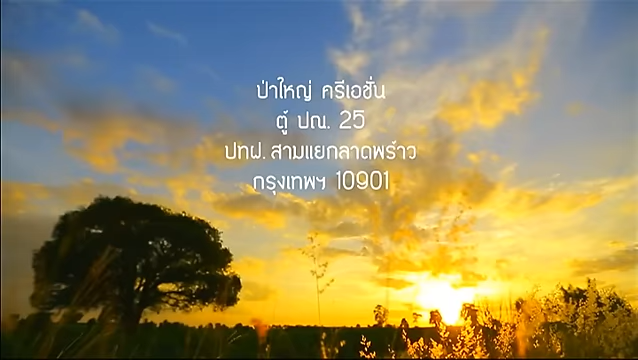 ป่าใหญ่ ครีเอชั่น
ตู้ ปณ. 25
ปทฝ. สามแยกลาดพร้าว
กรุงเทพฯ 10901